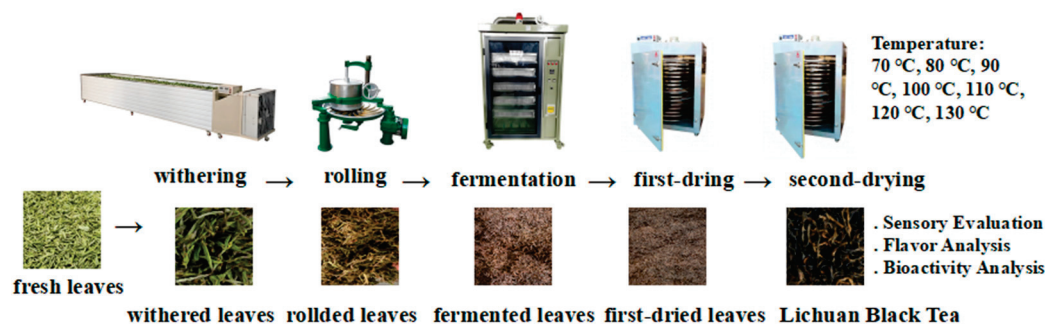 Temperature:
70 °C, 80 °C, 90
°C, 100 °C, 110 °C,
120 °C, 130 °C
withering → rolling → fermentation → first-dring → second-drying
→
. Sensory Evaluation
. Flavor Analysis
. Bioactivity Analysis
fresh leaves
withered leaves rollded leaves fermented leaves first-dried leaves Lichuan Black Tea